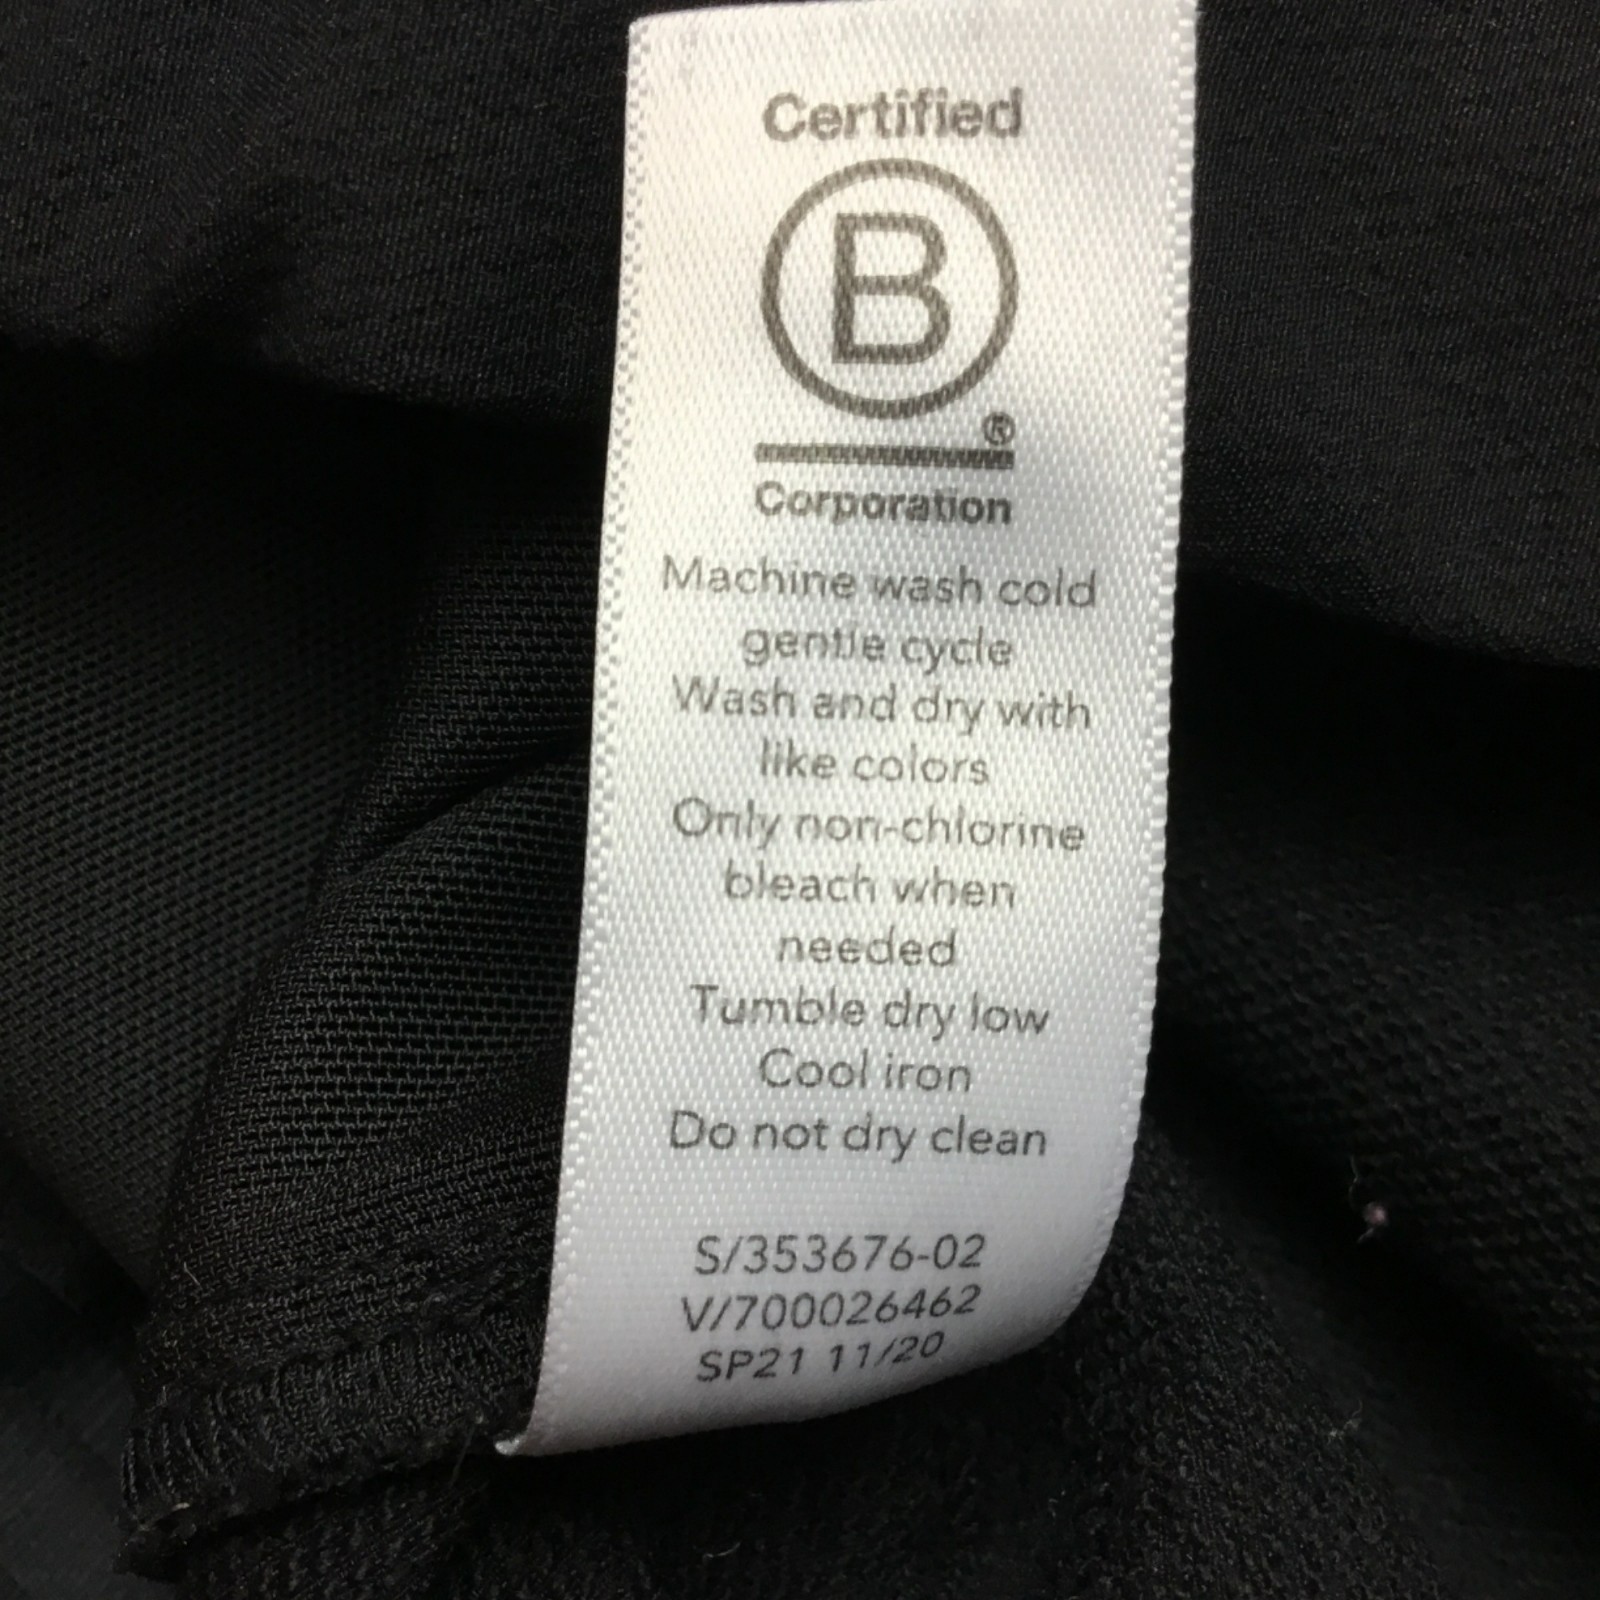 Certified
B
®
Corporation
Machine wash cold
gentle cycle
Wash and dry with
like colors
Only non-chlorine
bleach when
needed
Tumble dry low
Cool iron
Do not dry clean
S/353676-02
V/700026462
SP21 11/20